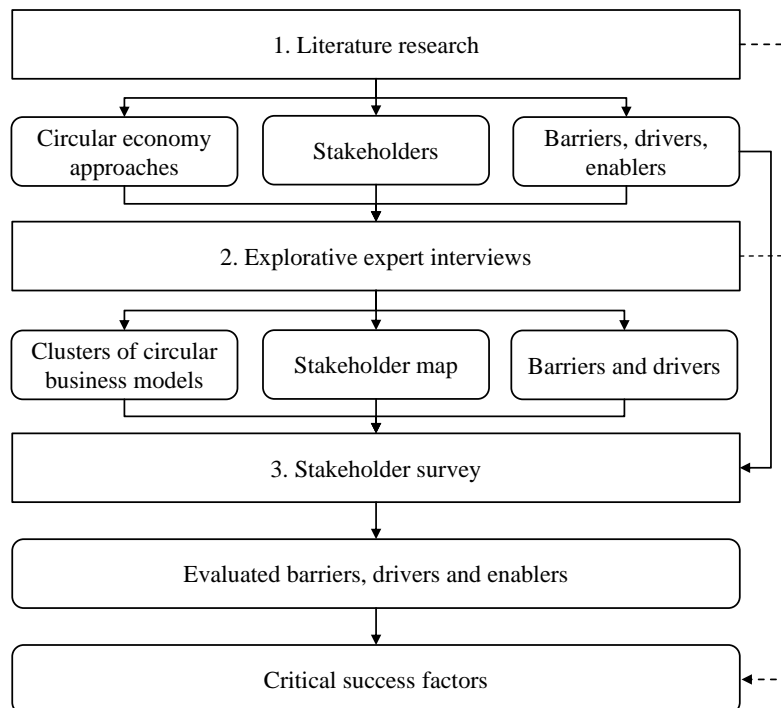 1. Literature research
Circular economy
approaches
Stakeholders
Barriers, drivers,
enablers
2. Explorative expert interviews
Clusters of circular
business models
Stakeholder map
Barriers and drivers
3. Stakeholder survey
Evaluated barriers, drivers and enablers
Critical success factors